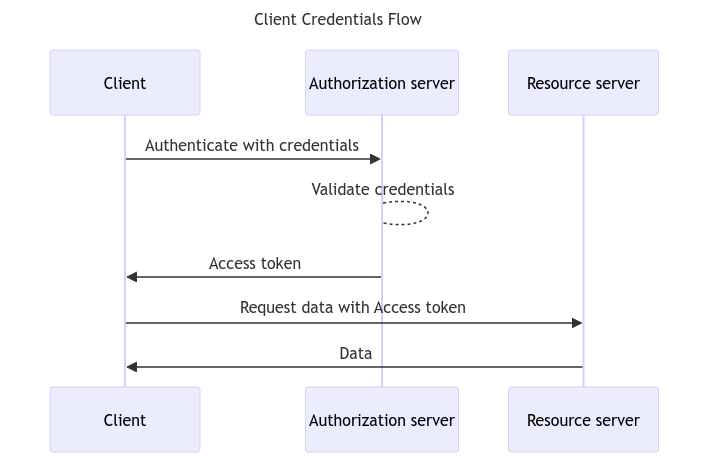 Client Credentials Flow
Client
Authorization server
Resource server
Authenticate with credentials
Validate credentials
Access token
Request data with Access token
Data
Client
Authorization server
Resource server